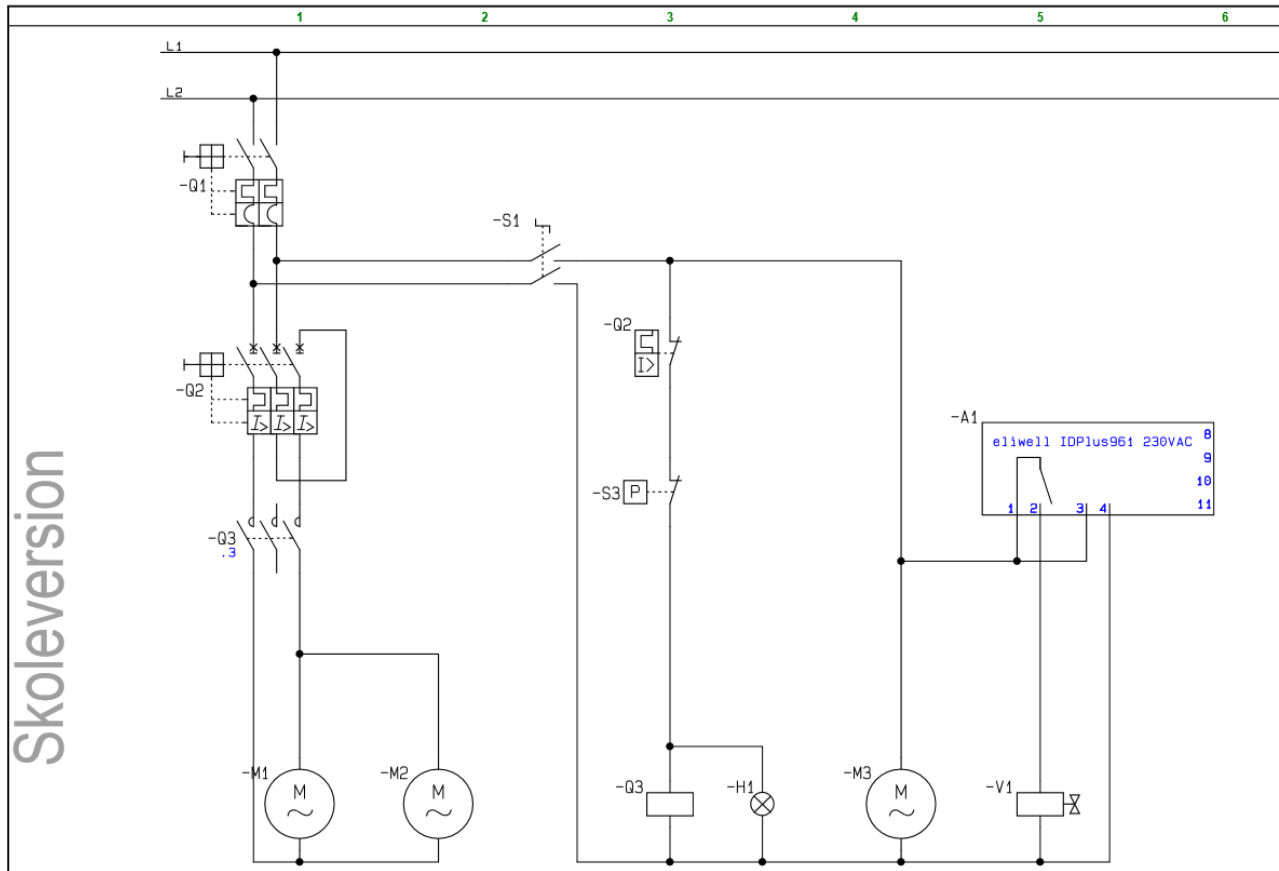 1 2 3 4 5 6
L1
L2
-Q1
-S1
-Q2
-Q2
I> I> I>
I>
-A1
eliwell IDPlus961 230VAC
8
9
10
11
1 2 3 4
-S3 P
-Q3
.3
Skoleversion
-M1 M
-M2 M
-Q3
-H1
-M3 M
-V1